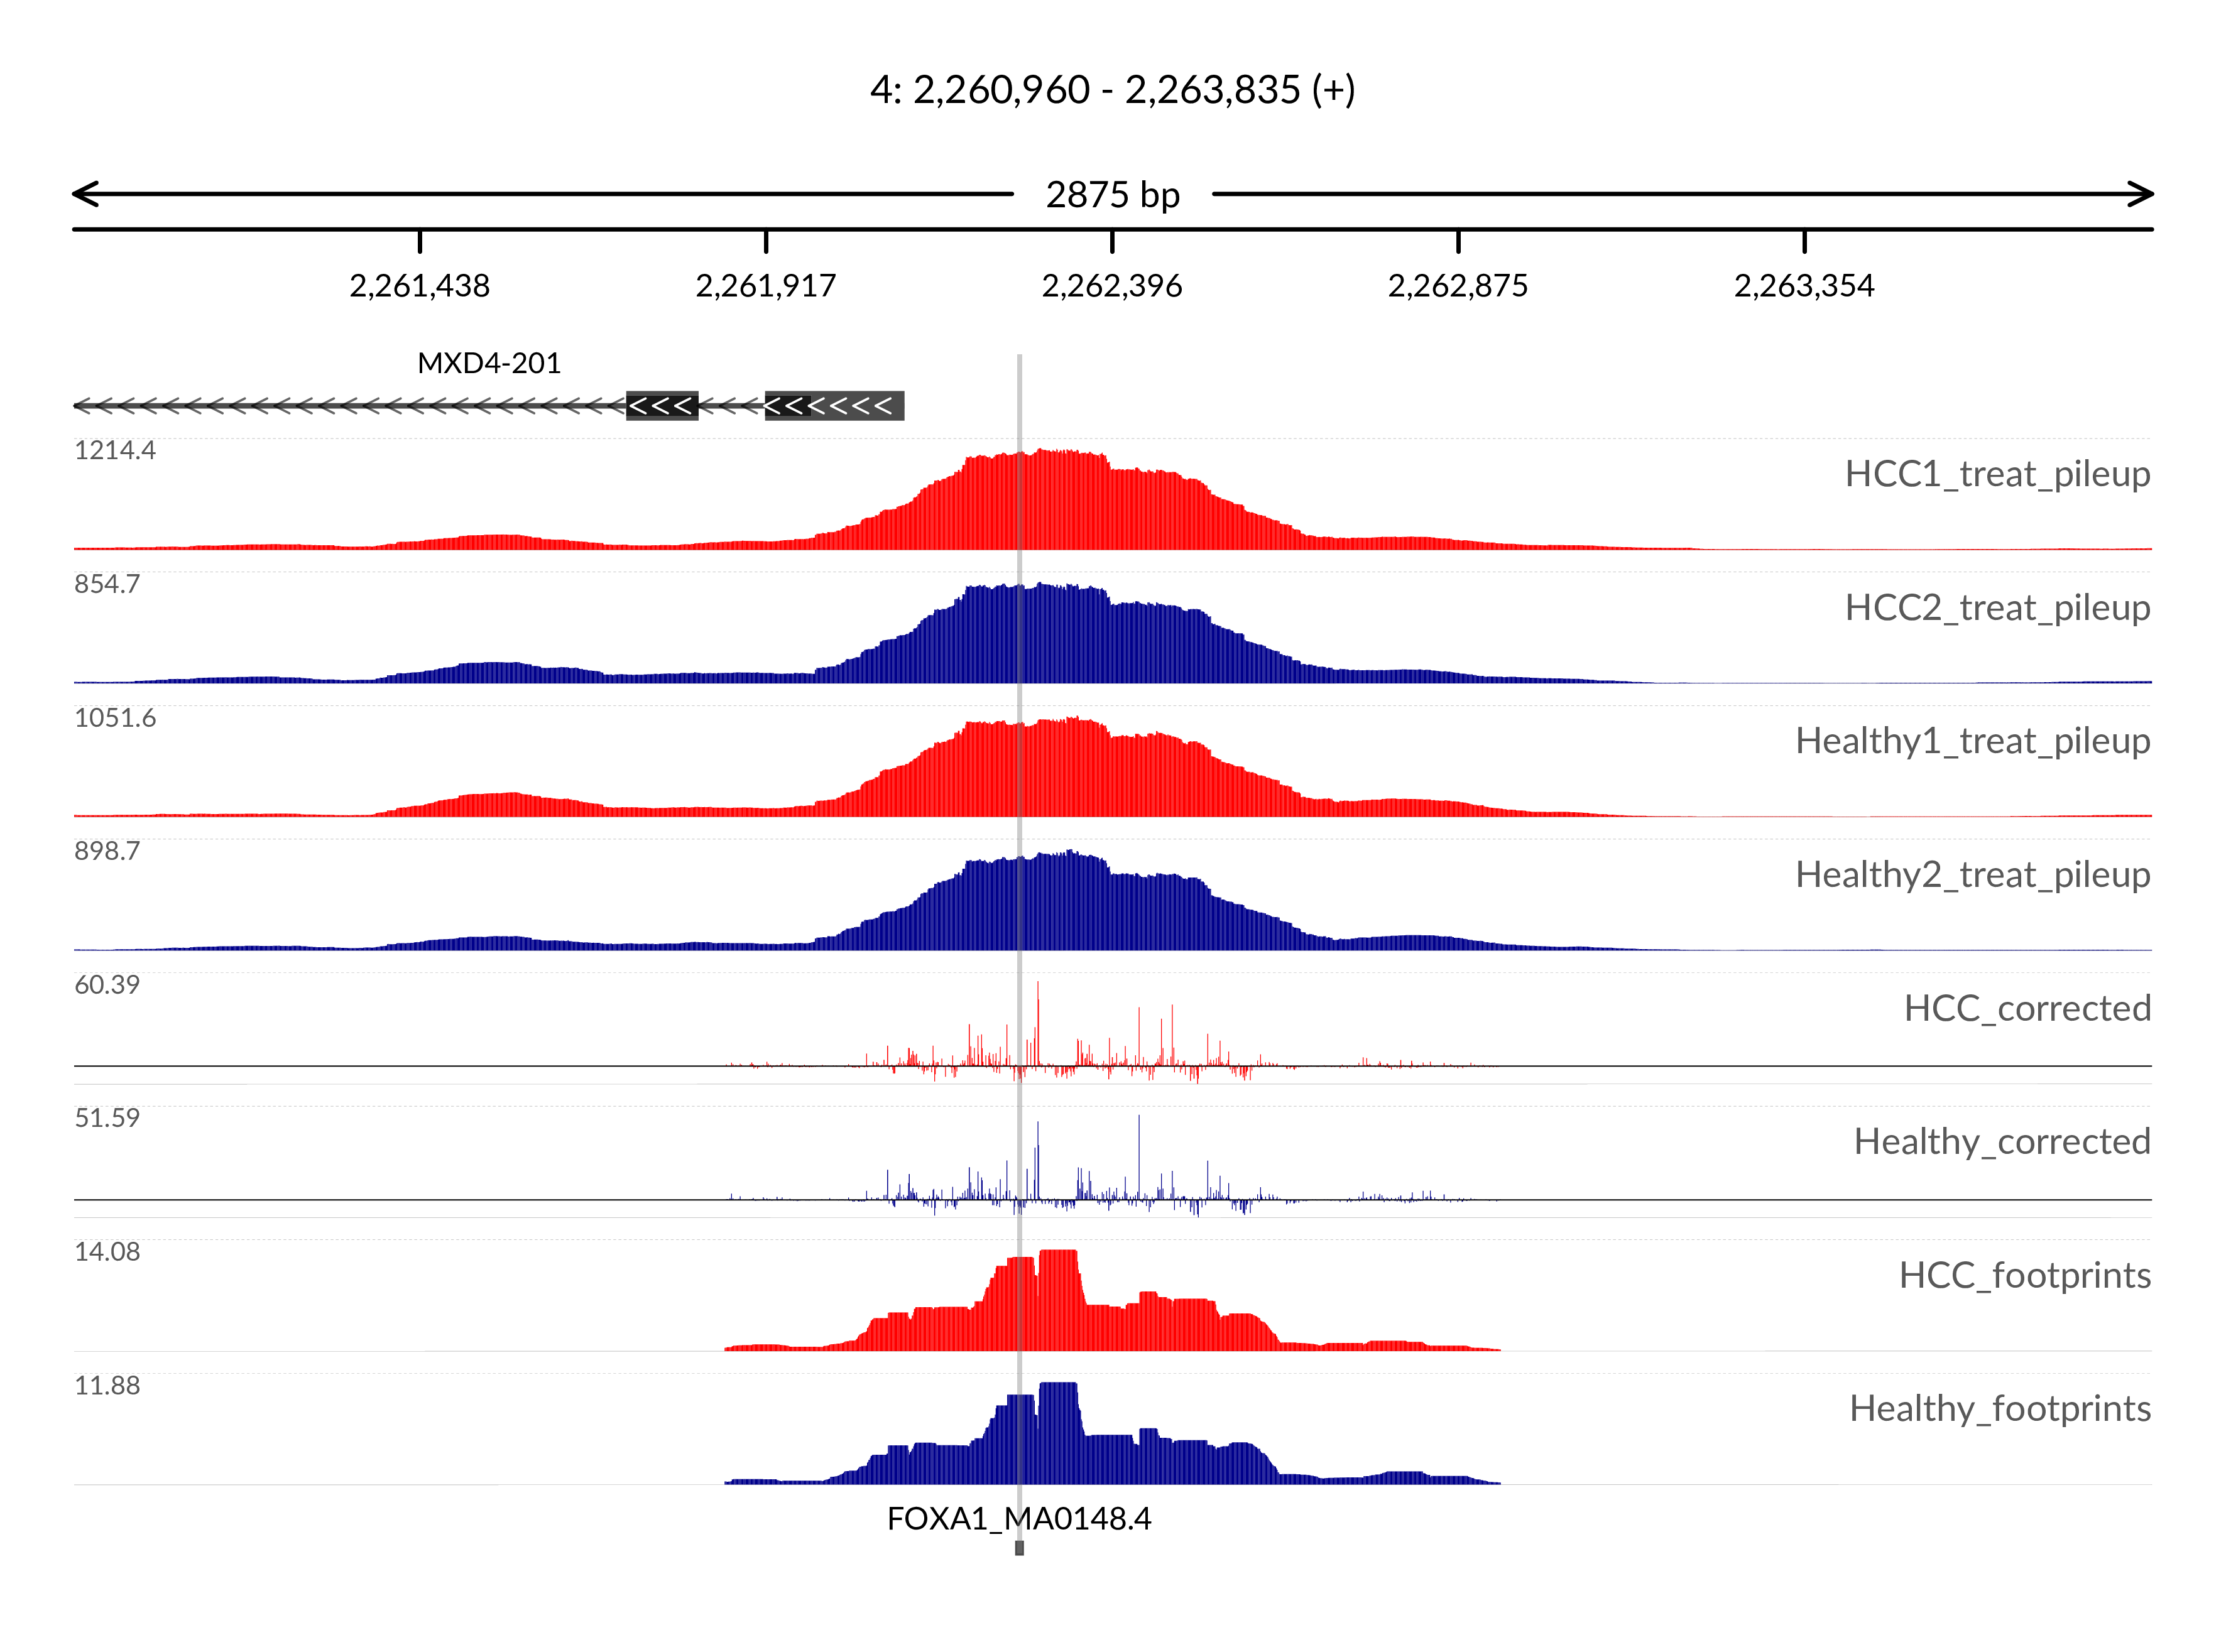 4: 2,260,960 - 2,263,835 (+)
2875 bp
2,261,438 2,261,917 2,262,396 2,262,875 2,263,354
MXD4-201
1214.4 HCC1_treat_pileup
854.7 HCC2_treat_pileup
1051.6 Healthy1_treat_pileup
898.7 Healthy2_treat_pileup
60.39 HCC_corrected
51.59 Healthy_corrected
14.08 HCC_footprints
11.88 Healthy_footprints
FOXA1_MA0148.4